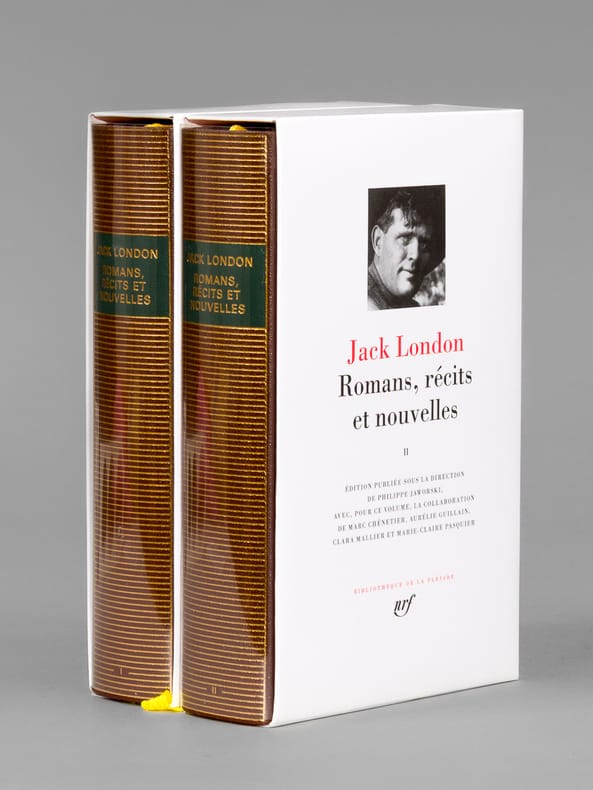 JACK LONDON
ROMANS,
RÉCITS ET
NOUVELLES
I
JACK LONDON
ROMANS,
RÉCITS ET
NOUVELLES
II
Jack London
Romans, récits
et nouvelles
II
ÉDITION PUBLIÉE SOUS LA DIRECTION
DE PHILIPPE JAWORSKI,
AVEC, POUR CE VOLUME, LA COLLABORATION
DE MARC CHÉNETIER, AURÉLIE GUILLAIN,
CLARA MALLIER ET MARIE-CLAIRE PASQUIER
BIBLIOTHÈQUE DE LA PLÉIADE
nrf